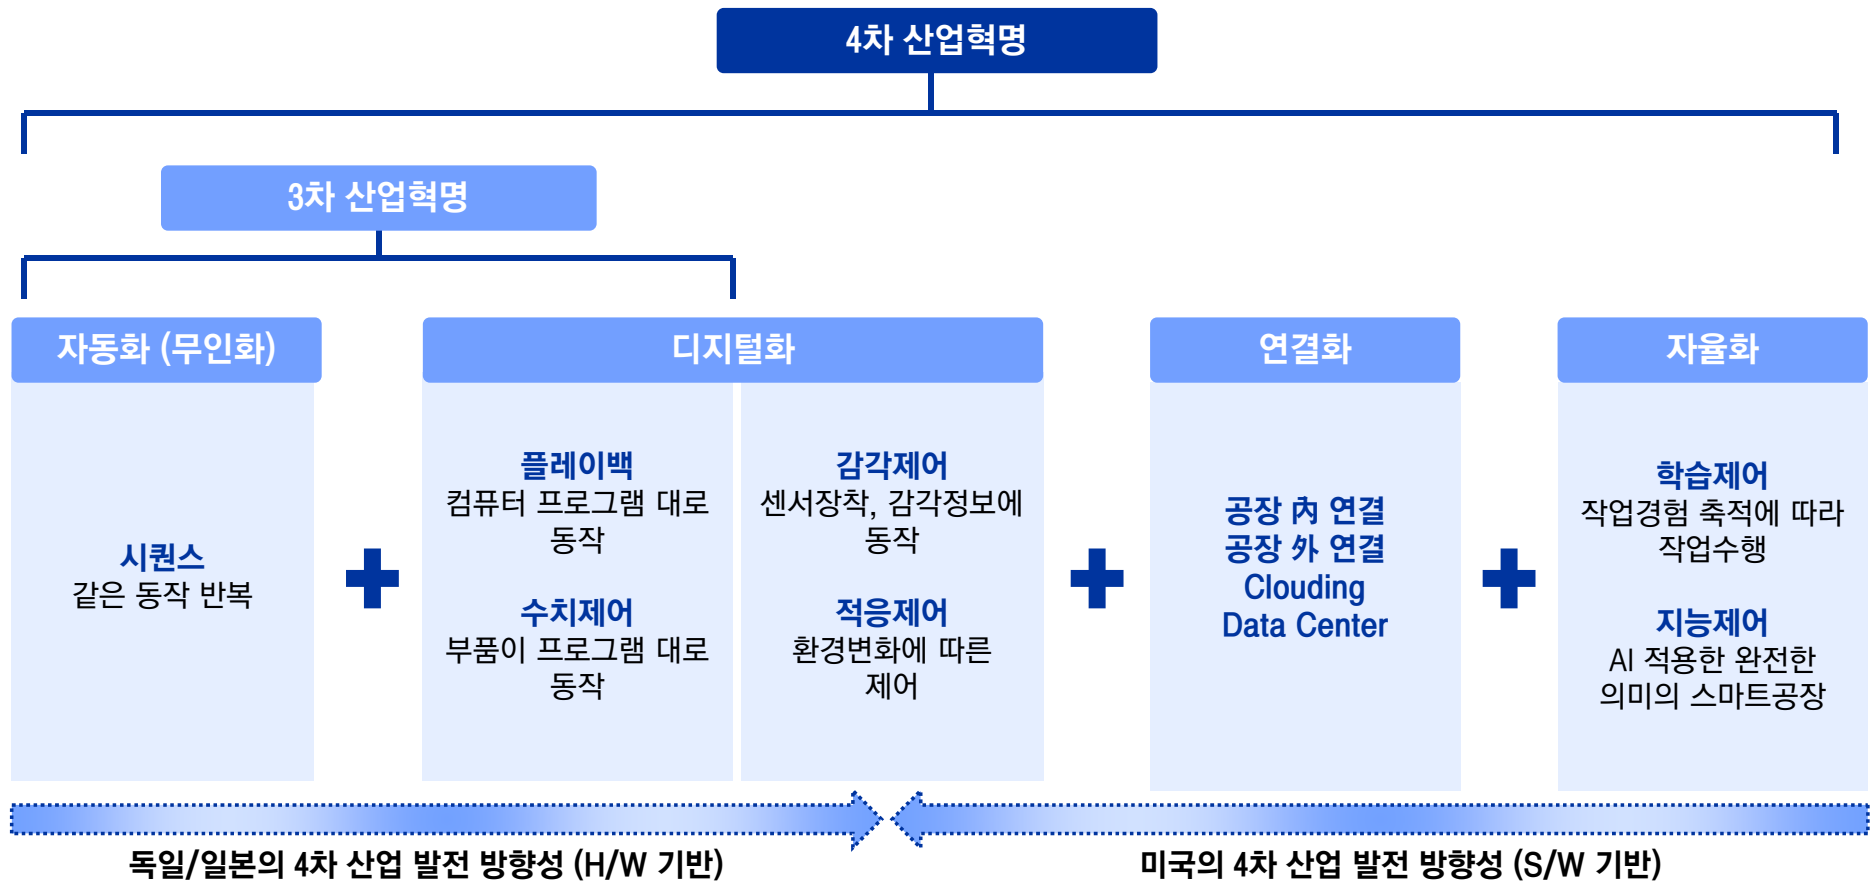 4차 산업혁명
3차 산업혁명
자동화 (무인화)
디지털화
연결화
자율화
시퀀스
같은 동작 반복
플레이백
컴퓨터 프로그램 대로
동작
수치제어
부품이 프로그램 대로
동작
감각제어
센서장착, 감각정보에
동작
적응제어
환경변화에 따른
제어
공장 內 연결
공장 外 연결
Clouding
Data Center
학습제어
작업경험 축적에 따라
작업수행
지능제어
AI 적용한 완전한
의미의 스마트공장
독일/일본의 4차 산업 발전 방향성 (H/W 기반)
미국의 4차 산업 발전 방향성 (S/W 기반)